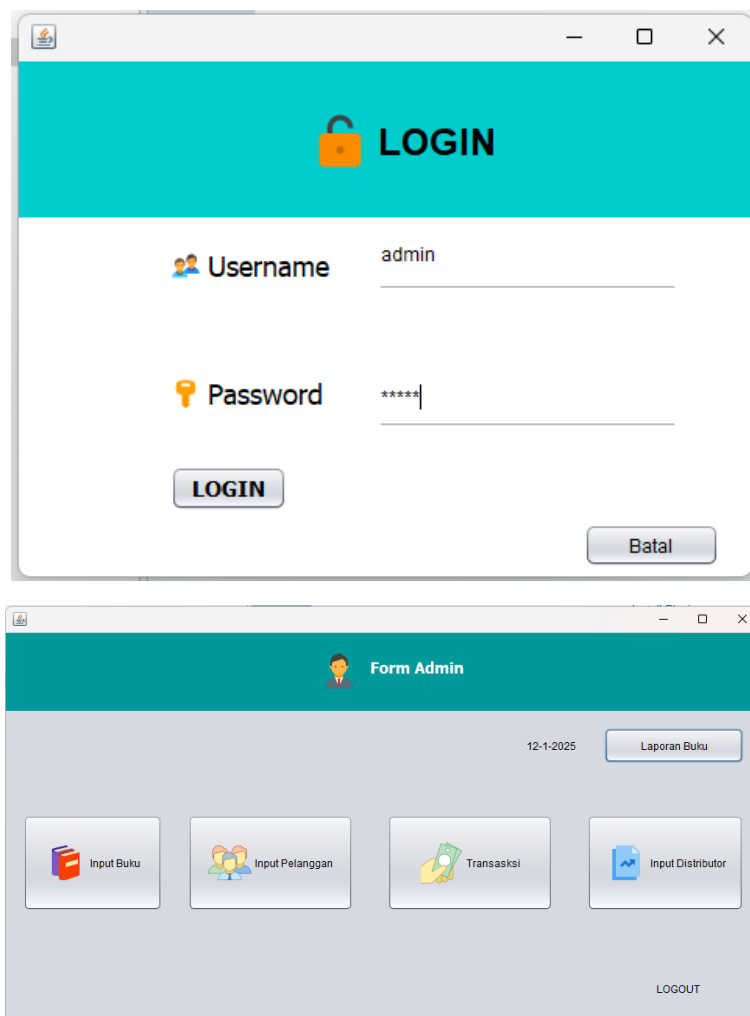 LOGIN
Username
admin
Password
*****
LOGIN
Batal
Form Admin
12-1-2025
Laporan Buku
Input Buku
Input Pelanggan
Transasksi
Input Distributor
LOGOUT